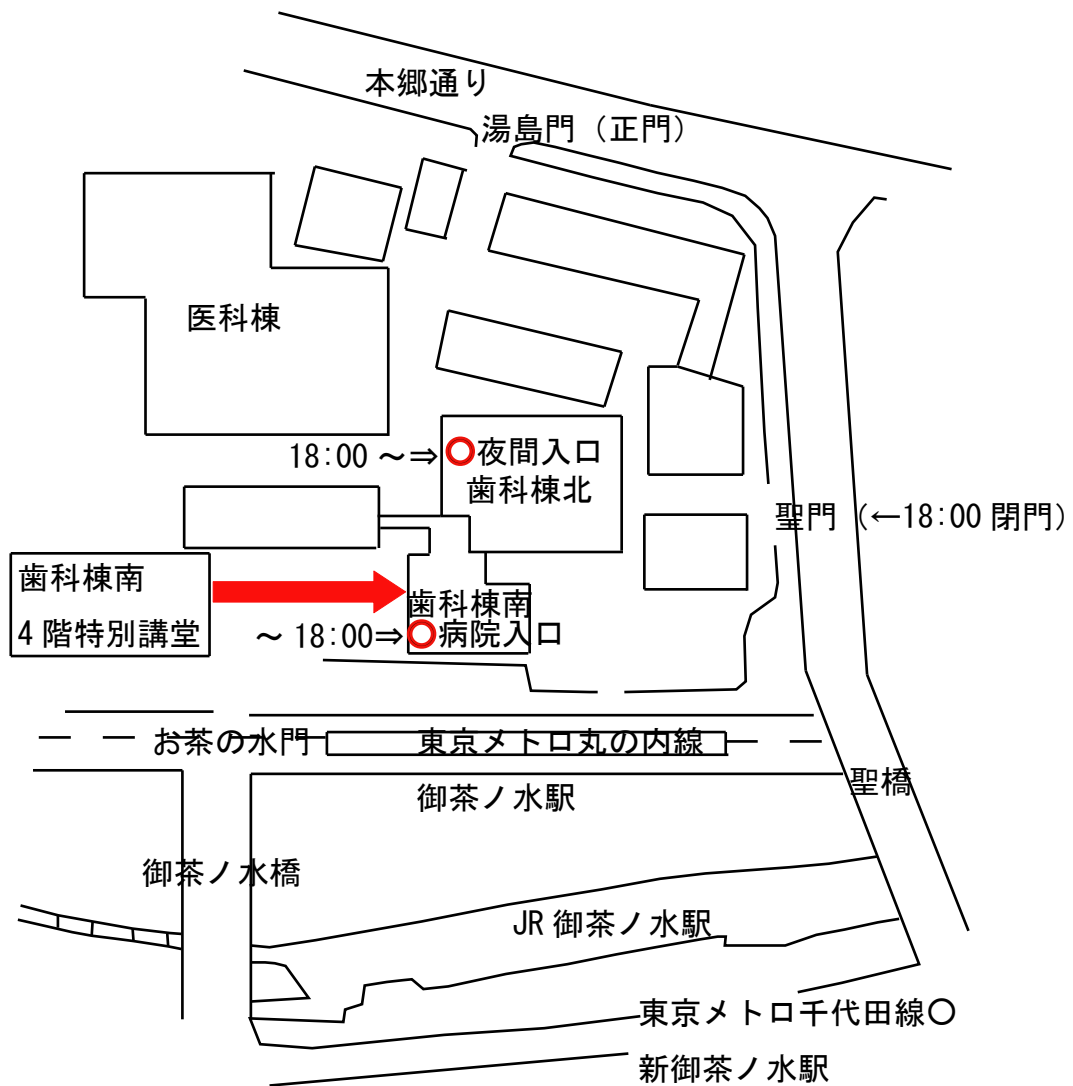 本郷通り
湯島門（正門）
医科棟
18:00 ～⇒○夜間入口
歯科棟北
聖門（←18:00 閉門）
歯科棟南
4 階特別講堂
歯科棟南
～ 18:00⇒○病院入口
お茶の水門
東京メトロ丸の内線
御茶ノ水駅
聖橋
御茶ノ水橋
JR 御茶ノ水駅
東京メトロ千代田線○
新御茶ノ水駅